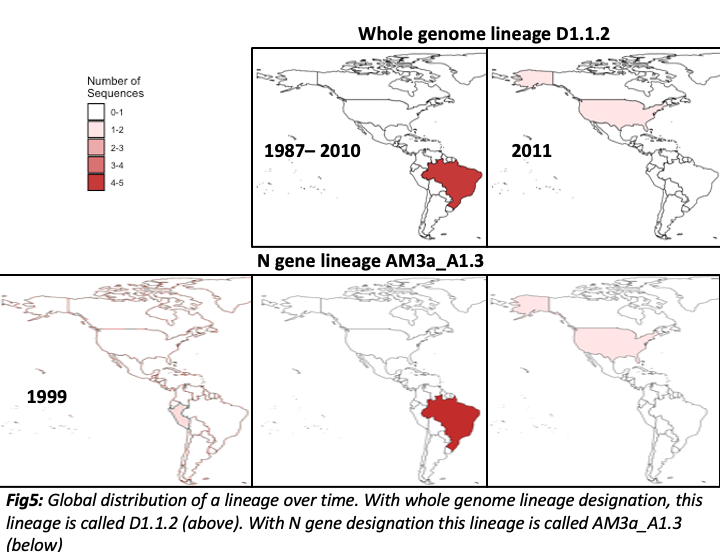 Whole genome lineage D1.1.2
Number of
Sequences
0-1
1-2
2-3
3-4
4-5
1987– 2010
2011
N gene lineage AM3a_A1.3
1999
Fig5: Global distribution of a lineage over time. With whole genome lineage designation, this
lineage is called D1.1.2 (above). With N gene designation this lineage is called AM3a_A1.3
(below)